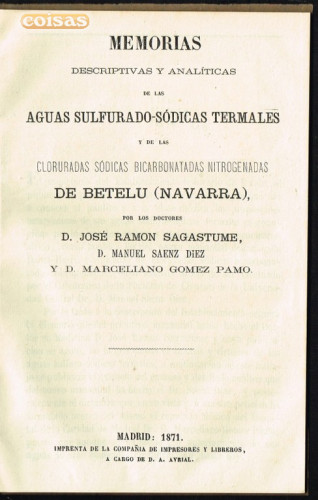 coisas
MEMORIAS
DESCRIPTIVAS Y ANALÍTICAS
DE LAS
AGUAS SULFURADO-SÓDICAS TERMALES
Y DE LAS
CLORURADAS SÓDICAS BICARBONATADAS NITROGENADAS
DE BETELU (NAVARRA),
POR LOS DOCTORES
D. JOSÉ RAMON SAGASTUME,
D. MANUEL SAENZ DIEZ
Y D. MARCELIANO GOMEZ PAMO.
MADRID: 1871.
IMPRENTA DE LA COMPAÑIA DE IMPRESORES Y LIBREROS,
A CARGO DE D. A. AVRIAL.